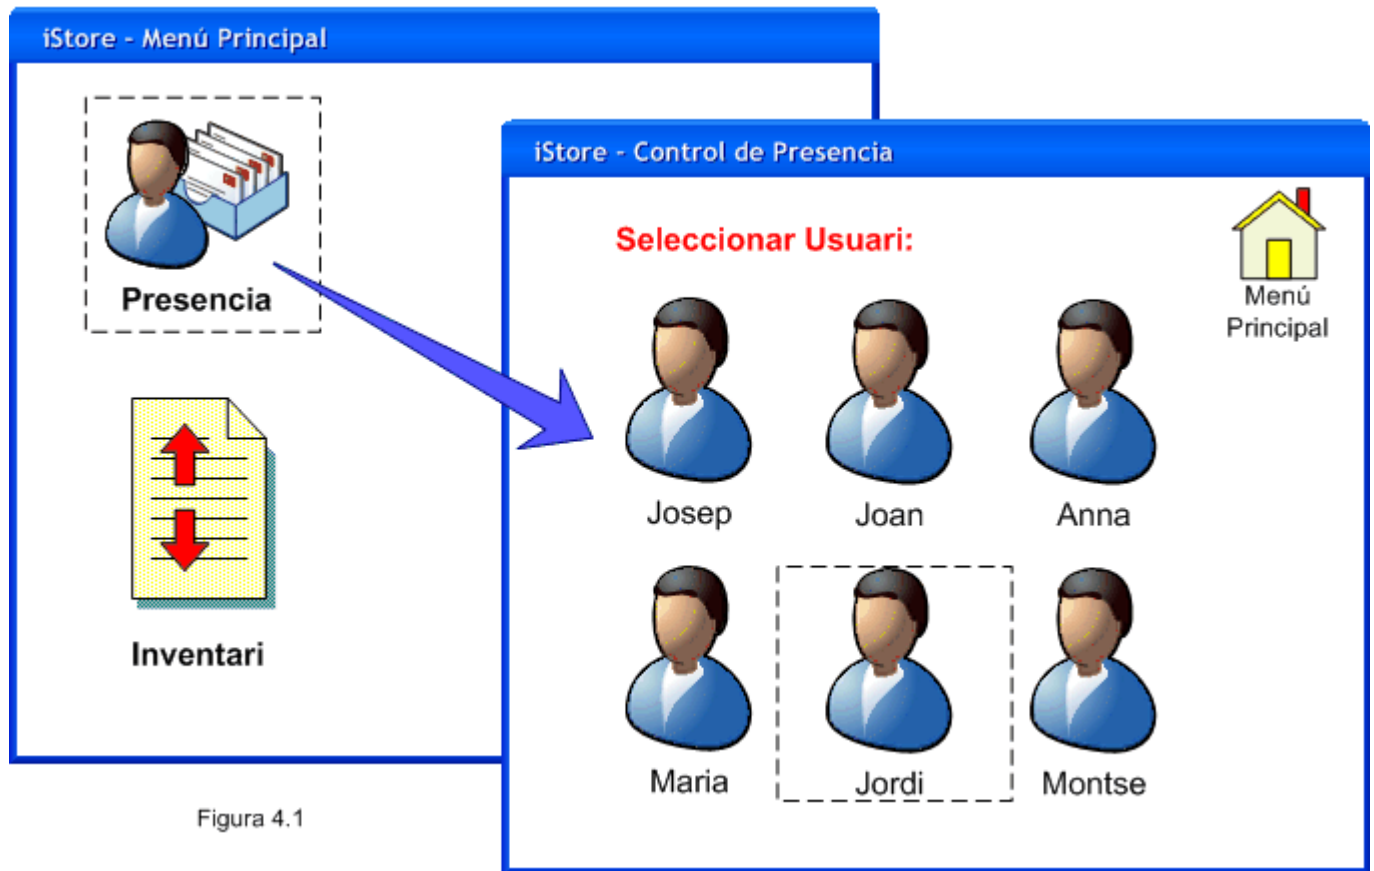 iStore - Menú Principal
Presencia
Inventari
Figura 4.1
iStore - Control de Presencia
Seleccionar Usuari:
Menú
Principal
Josep
Joan
Anna
Maria
Jordi
Montse